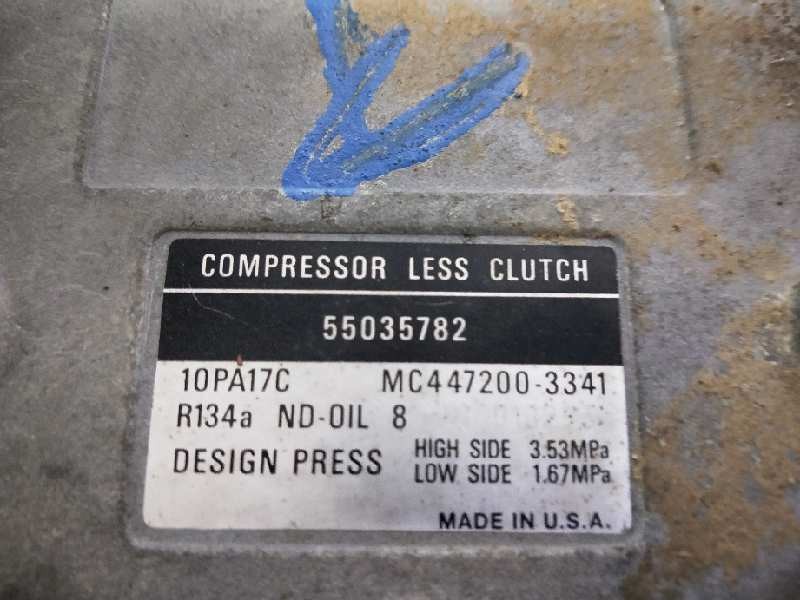 COMPRESSOR LESS CLUTCH
55035782
10PA17C MC447200-3341
R134a ND-OIL 8
DESIGN PRESS HIGH SIDE 3.53MPa
LOW SIDE 1.67MPa
MADE IN U.S.A.